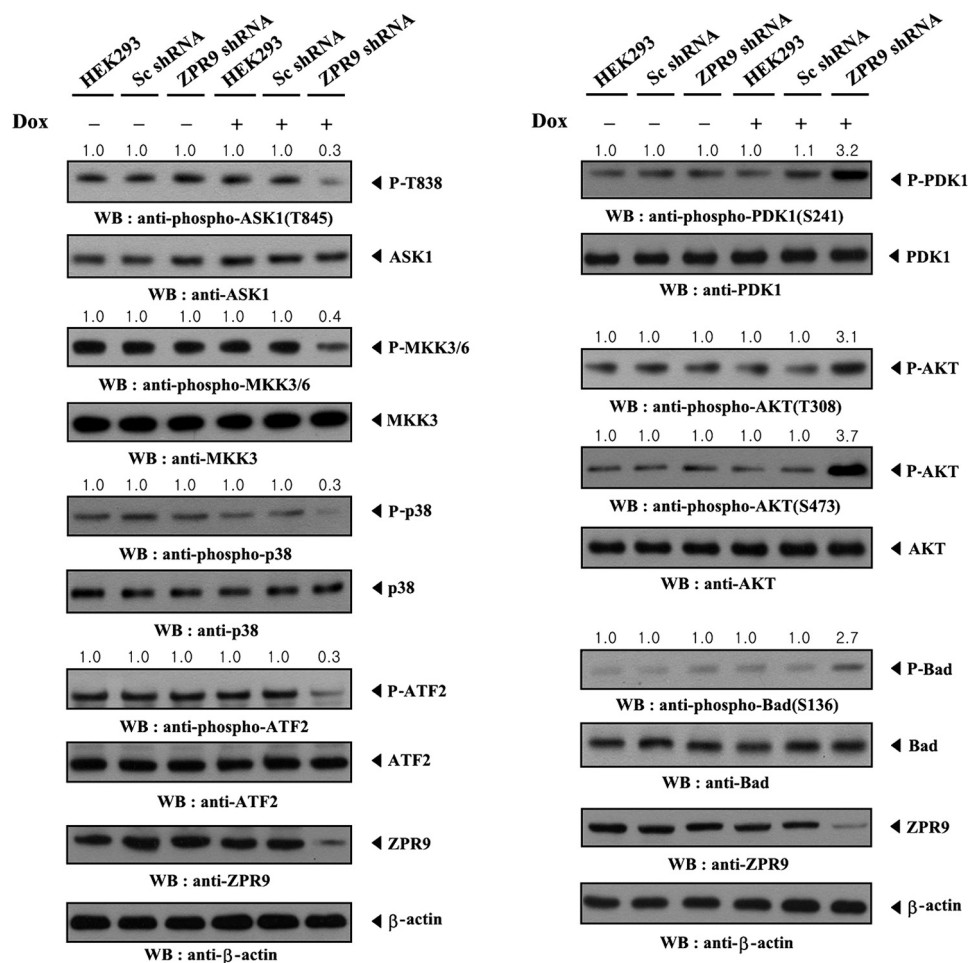 HEK293 Sc shRNA ZPR9 shRNA HEK293 Sc shRNA ZPR9 shRNA
Dox – – – + + +
1.0 1.0 1.0 1.0 1.0 0.3
P-T838
WB : anti-phospho-ASK1(T845)
ASK1
WB : anti-ASK1
1.0 1.0 1.0 1.0 1.0 0.4
P-MKK3/6
WB : anti-phospho-MKK3/6
MKK3
WB : anti-MKK3
1.0 1.0 1.0 1.0 1.0 0.3
P-p38
WB : anti-phospho-p38
p38
WB : anti-p38
1.0 1.0 1.0 1.0 1.0 0.3
P-ATF2
WB : anti-phospho-ATF2
ATF2
WB : anti-ATF2
ZPR9
WB : anti-ZPR9
β-actin
WB : anti-β-actin
HEK293 Sc shRNA ZPR9 shRNA HEK293 Sc shRNA ZPR9 shRNA
Dox – – – + + +
1.0 1.0 1.0 1.0 1.1 3.2
P-PDK1
WB : anti-phospho-PDK1(S241)
PDK1
WB : anti-PDK1
1.0 1.0 1.0 1.0 1.0 3.1
P-AKT
WB : anti-phospho-AKT(T308)
1.0 1.0 1.0 1.0 1.0 3.7
P-AKT
WB : anti-phospho-AKT(S473)
AKT
WB : anti-AKT
1.0 1.0 1.0 1.0 1.0 2.7
P-Bad
WB : anti-phospho-Bad(S136)
Bad
WB : anti-Bad
ZPR9
WB : anti-ZPR9
β-actin
WB : anti-β-actin